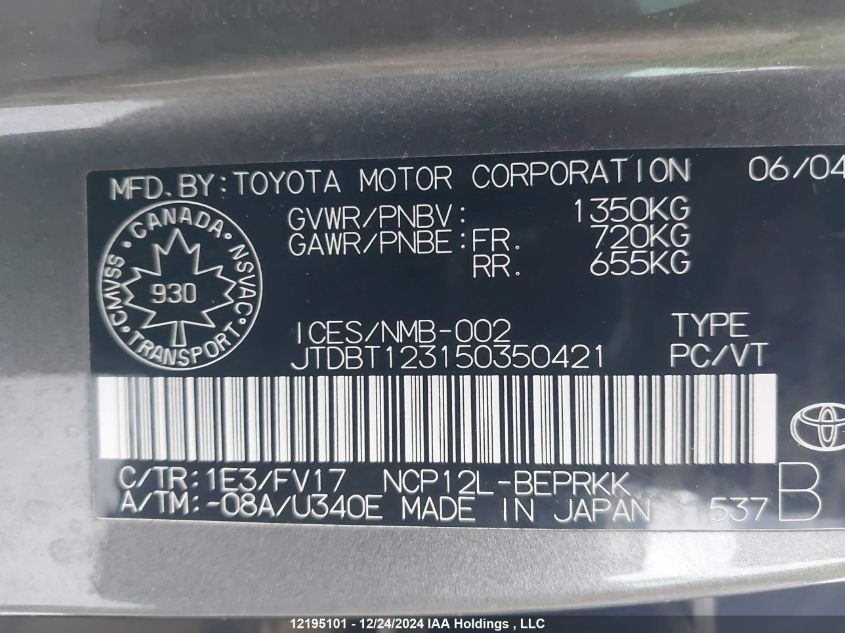 MFD. BY: TOYOTA MOTOR CORPORATION 06/04
GVWR/PNBV: 1350KG
GAWR/PNBE: FR. 720KG
RR. 655KG
CANADA
CMVSS NSVAC
930
TRANSPORT
ICES/NMB-002 TYPE
JTDBT123150350421 PC/VT
C/TR: 1E3/FV17 NCP12L-BEPRKK
A/TM: -08A/U340E MADE IN JAPAN 537 B
12195101 - 12/24/2024 IAA Holdings , LLC